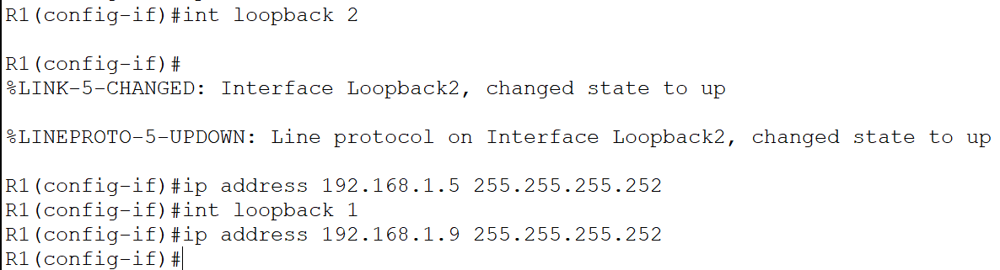 R1(config-if)#int loopback 2
R1(config-if)#
%LINK-5-CHANGED: Interface Loopback2, changed state to up
%LINEPROTO-5-UPDOWN: Line protocol on Interface Loopback2, changed state to up
R1(config-if)#ip address 192.168.1.5 255.255.255.252
R1(config-if)#int loopback 1
R1(config-if)#ip address 192.168.1.9 255.255.255.252
R1(config-if)#